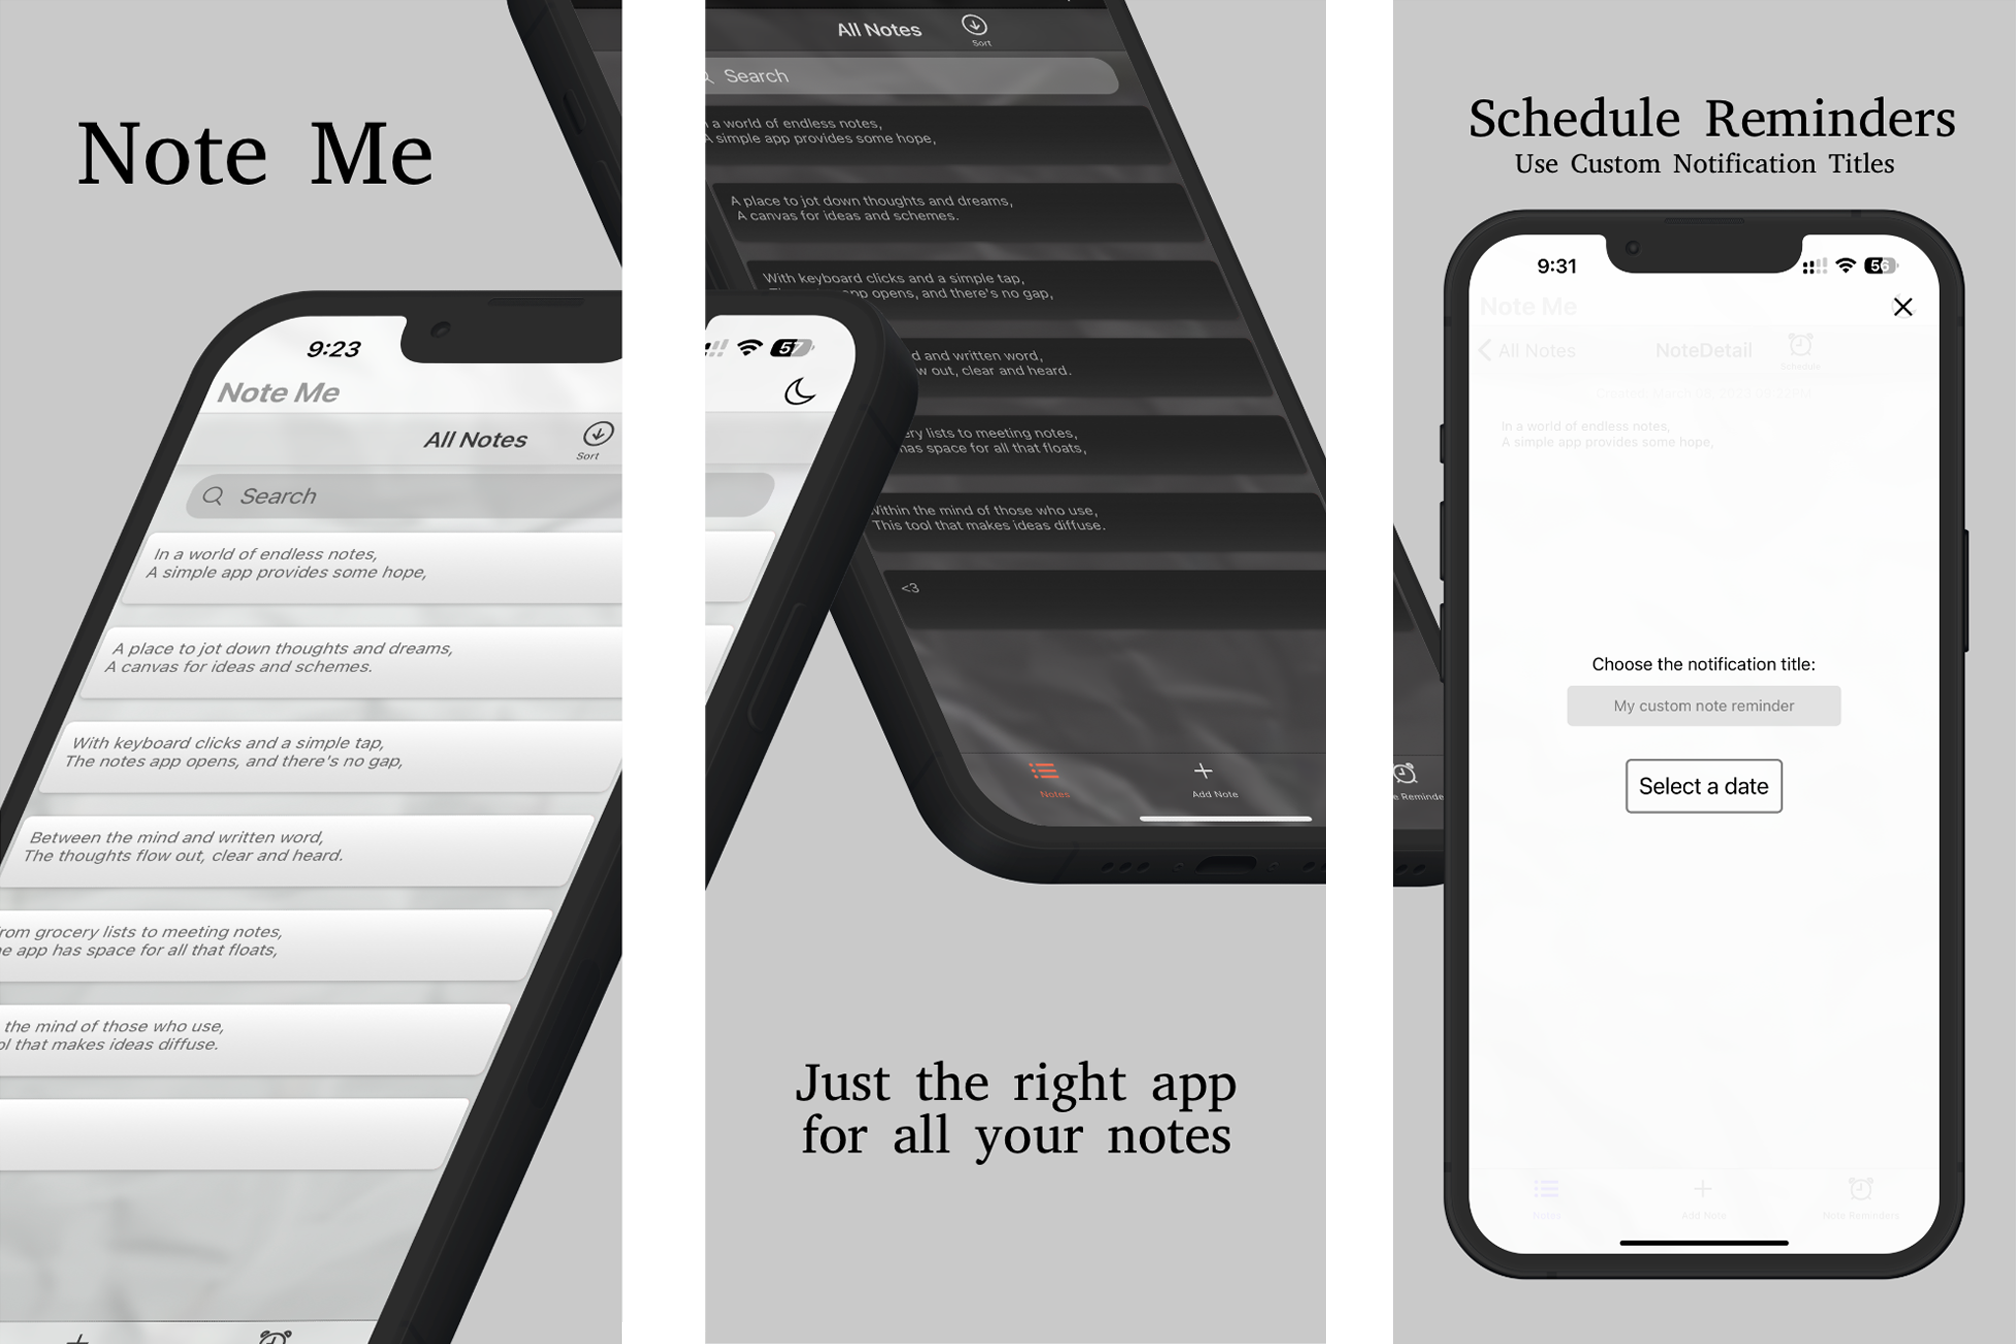 Note Me
9:23
Note Me
All Notes
Sort
Search
In a world of endless notes,
A simple app provides some hope,
A place to jot down thoughts and dreams,
A canvas for ideas and schemes.
With keyboard clicks and a simple tap,
The notes app opens, and there's no gap,
Between the mind and written word,
The thoughts flow out, clear and heard.
rom grocery lists to meeting notes,
e app has space for all that floats,
the mind of those who use,
ol that makes ideas diffuse.
All Notes
Sort
Search
a world of endless notes,
A simple app provides some hope,
A place to jot down thoughts and dreams,
A canvas for ideas and schemes.
With keyboard clicks and a simple tap,
app opens, and there's no gap,
57
d and written word,
w out, clear and heard.
ery lists to meeting notes,
has space for all that floats,
Within the mind of those who use,
This tool that makes ideas diffuse.
<3
Notes
Add Note
Just the right app
for all your notes
Schedule Reminders
Use Custom Notification Titles
9:31
56
Note Me
All Notes
NoteDetail
Schedule
In a world of endless notes,
A simple app provides some hope,
Choose the notification title:
My custom note reminder
Select a date
e Reminde
Notes
Add Note
Note Reminders